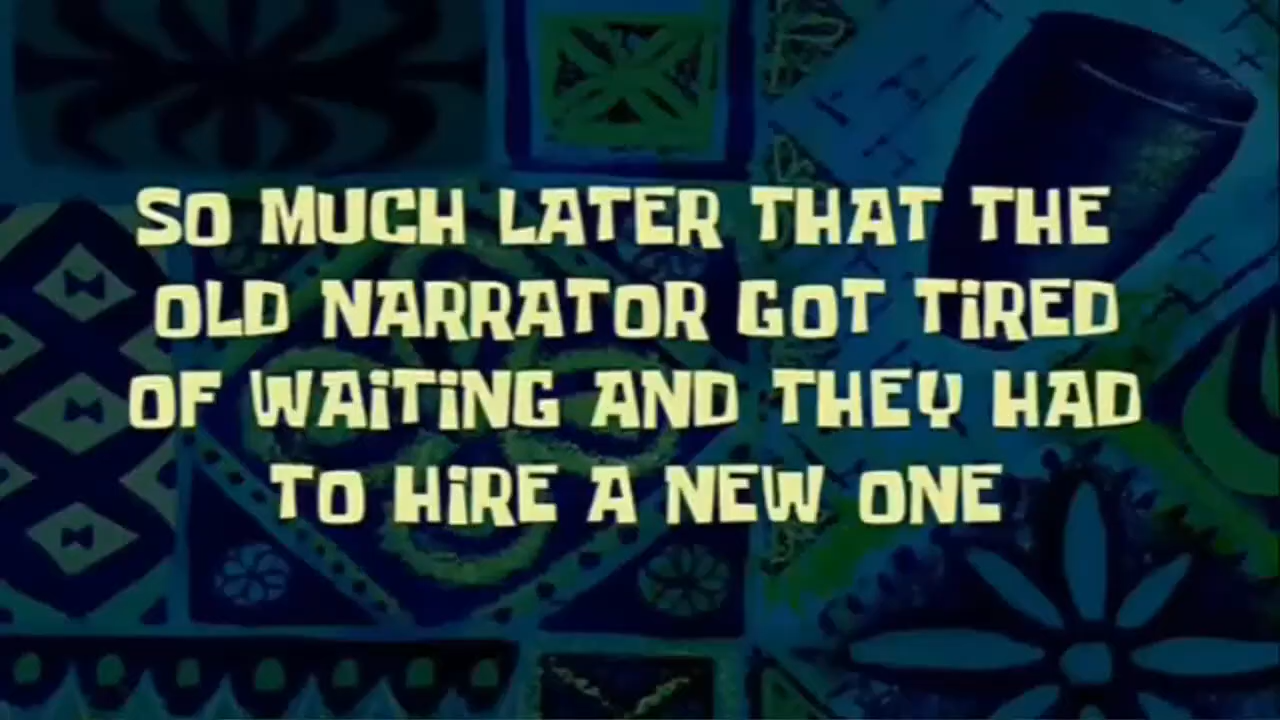 SO MUCH LATER THAT THE
OLD NARRATOR GOT TiRED
OF WAiTiNG AND THEY HAD
TO HiRE A NEW ONE